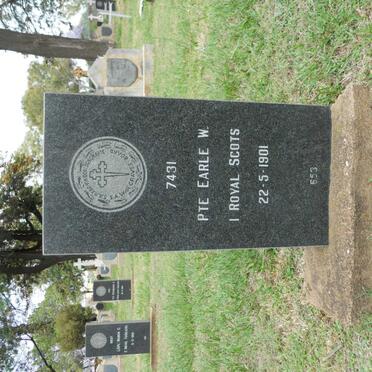 7431
PTE EARLE W.
1 ROYAL SCOTS
22-5-1901
653